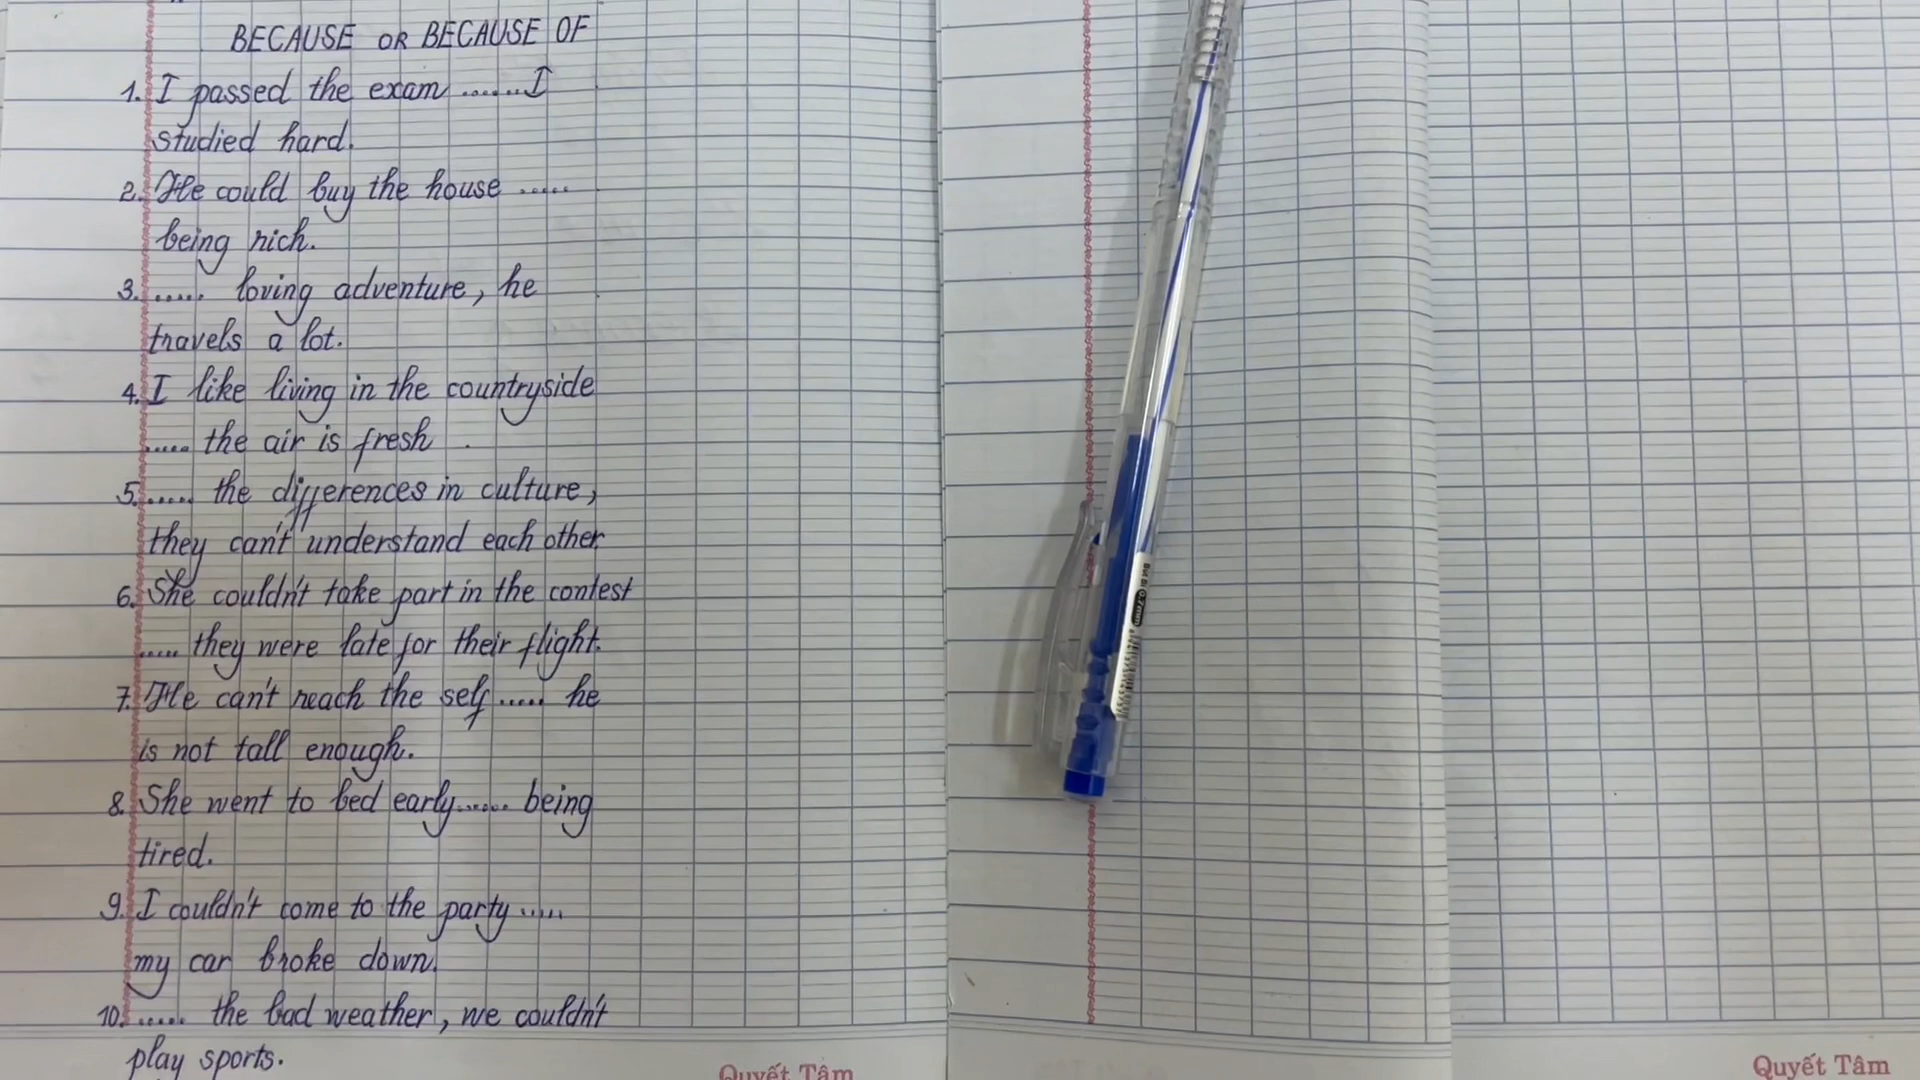 BECAUSE OR BECAUSE OF
1. I passed the exam .......I
studied hard.
2. He could buy the house .....
being rich.
3. ..... loving adventure, he
travels a lot.
4. I like living in the countryside
..... the air is fresh .
5. ..... the differences in culture,
they can't understand each other
6. She couldn't take part in the contest
..... they were late for their flight.
7. He can't reach the self ..... he
is not tall enough.
8. She went to bed early...... being
tired.
9. I couldn't come to the party .....
my car broke down.
10. ..... the bad weather, we couldn't
play sports.
Quyết Tâm
Quyết Tâm
0.7mm